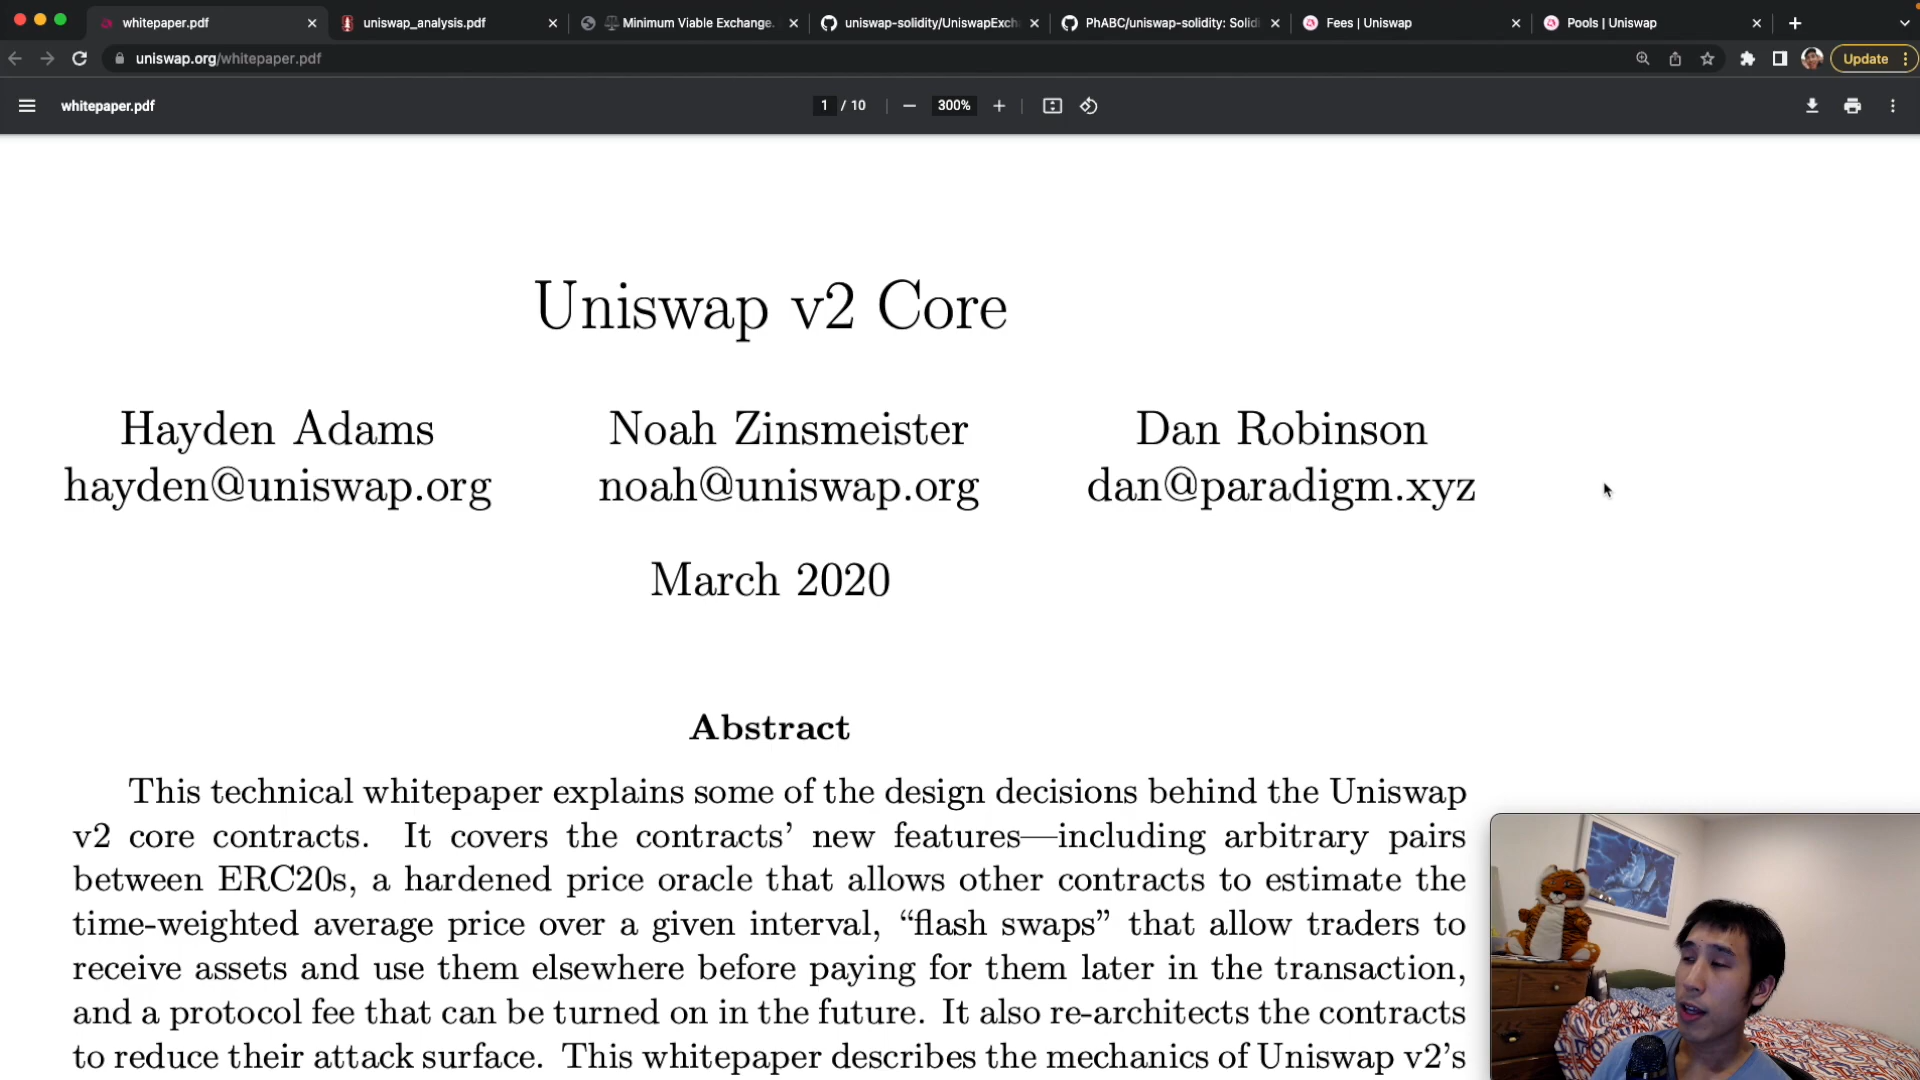 whitepaper.pdf
uniswap_analysis.pdf
Minimum Viable Exchange.
uniswap-solidity/UniswapExch
PhABC/uniswap-solidity: Solidi
Fees | Uniswap
Pools | Uniswap
uniswap.org/whitepaper.pdf
Update
whitepaper.pdf
1 / 10
300%
Uniswap v2 Core
Hayden Adams
hayden@uniswap.org
Noah Zinsmeister
noah@uniswap.org
Dan Robinson
dan@paradigm.xyz
March 2020
Abstract
This technical whitepaper explains some of the design decisions behind the Uniswap
v2 core contracts. It covers the contracts’ new features—including arbitrary pairs
between ERC20s, a hardened price oracle that allows other contracts to estimate the
time-weighted average price over a given interval, “flash swaps” that allow traders to
receive assets and use them elsewhere before paying for them later in the transaction,
and a protocol fee that can be turned on in the future. It also re-architects the contracts
to reduce their attack surface. This whitepaper describes the mechanics of Uniswap v2’s